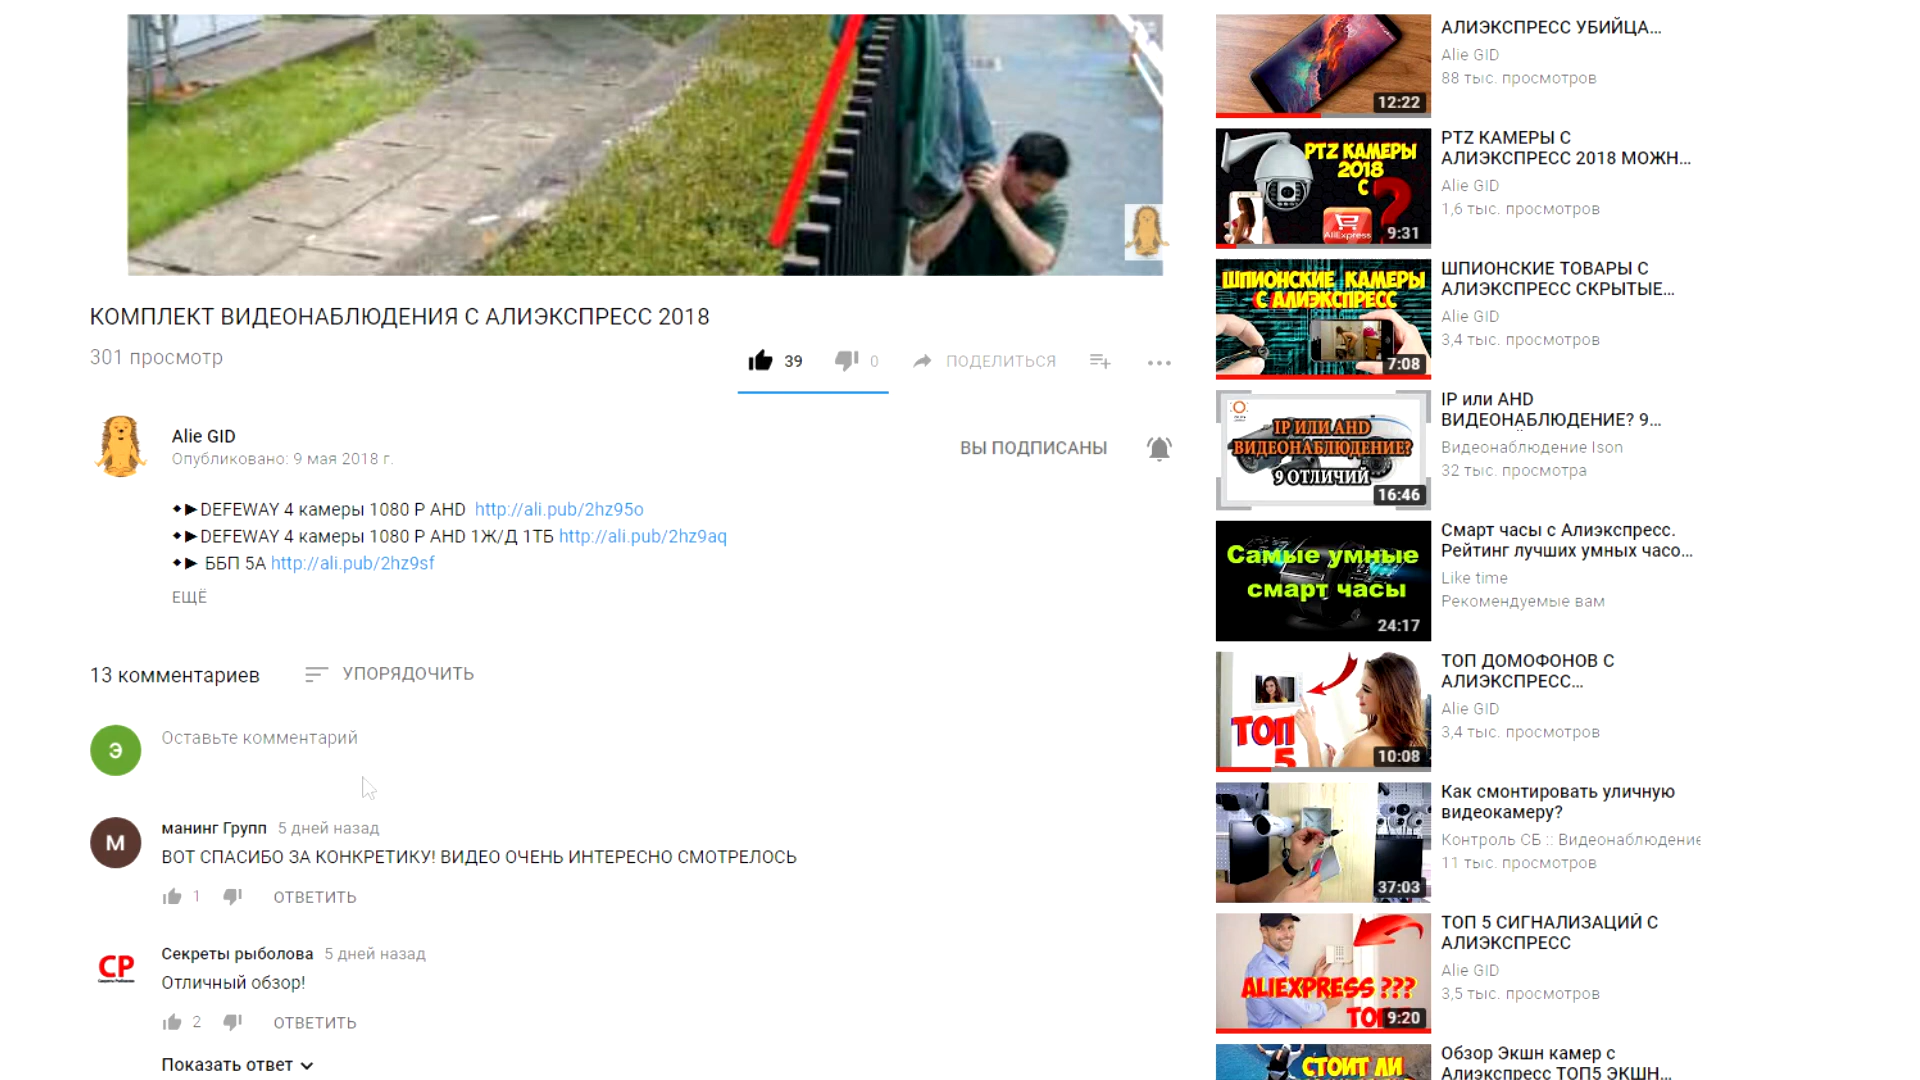 КОМПЛЕКТ ВИДЕОНАБЛЮДЕНИЯ С АЛИЭКСПРЕСС 2018
301 просмотр
39
0
ПОДЕЛИТЬСЯ
Alie GID
Опубликовано: 9 мая 2018 г.
ВЫ ПОДПИСАНЫ
DEFEWAY 4 камеры 1080 P AHD http://ali.pub/2hz95o
DEFEWAY 4 камеры 1080 P AHD 1Ж/Д 1ТБ http://ali.pub/2hz9aq
ББП 5А http://ali.pub/2hz9sf
ЕЩЁ
13 комментариев
УПОРЯДОЧИТЬ
Э
Оставьте комментарий
М
манинг Групп 5 дней назад
ВОТ СПАСИБО ЗА КОНКРЕТИКУ! ВИДЕО ОЧЕНЬ ИНТЕРЕСНО СМОТРЕЛОСЬ
1
ОТВЕТИТЬ
СР
Секреты рыболова 5 дней назад
Отличный обзор!
2
ОТВЕТИТЬ
Показать ответ
12:22
АЛИЭКСПРЕСС УБИЙЦА...
Alie GID
88 тыс. просмотров
PTZ КАМЕРЫ
2018
С
?
AliExpress
9:31
PTZ КАМЕРЫ С
АЛИЭКСПРЕСС 2018 МОЖН...
Alie GID
1,6 тыс. просмотров
ШПИОНСКИЕ КАМЕРЫ
С АЛИЭКСПРЕСС
7:08
ШПИОНСКИЕ ТОВАРЫ С
АЛИЭКСПРЕСС СКРЫТЫЕ...
Alie GID
3,4 тыс. просмотров
IP ИЛИ AHD
ВИДЕОНАБЛЮДЕНИЕ?
9 ОТЛИЧИЙ
16:46
IP или AHD
ВИДЕОНАБЛЮДЕНИЕ? 9...
Видеонаблюдение Ison
32 тыс. просмотра
Самые умные
смарт часы
24:17
Смарт часы с Алиэкспресс.
Рейтинг лучших умных часо...
Like time
Рекомендуемые вам
ТОП
5
10:08
ТОП ДОМОФОНОВ С
АЛИЭКСПРЕСС...
Alie GID
3,4 тыс. просмотров
37:03
Как смонтировать уличную
видеокамеру?
Контроль СБ :: Видеонаблюдение
11 тыс. просмотров
ALIEXPRESS ???
9:20
ТОП 5 СИГНАЛИЗАЦИЙ С
АЛИЭКСПРЕСС
Alie GID
3,5 тыс. просмотров
СТОИТ ЛИ
Обзор Экшн камер с
Алиэкспресс ТОП5 ЭКШН...